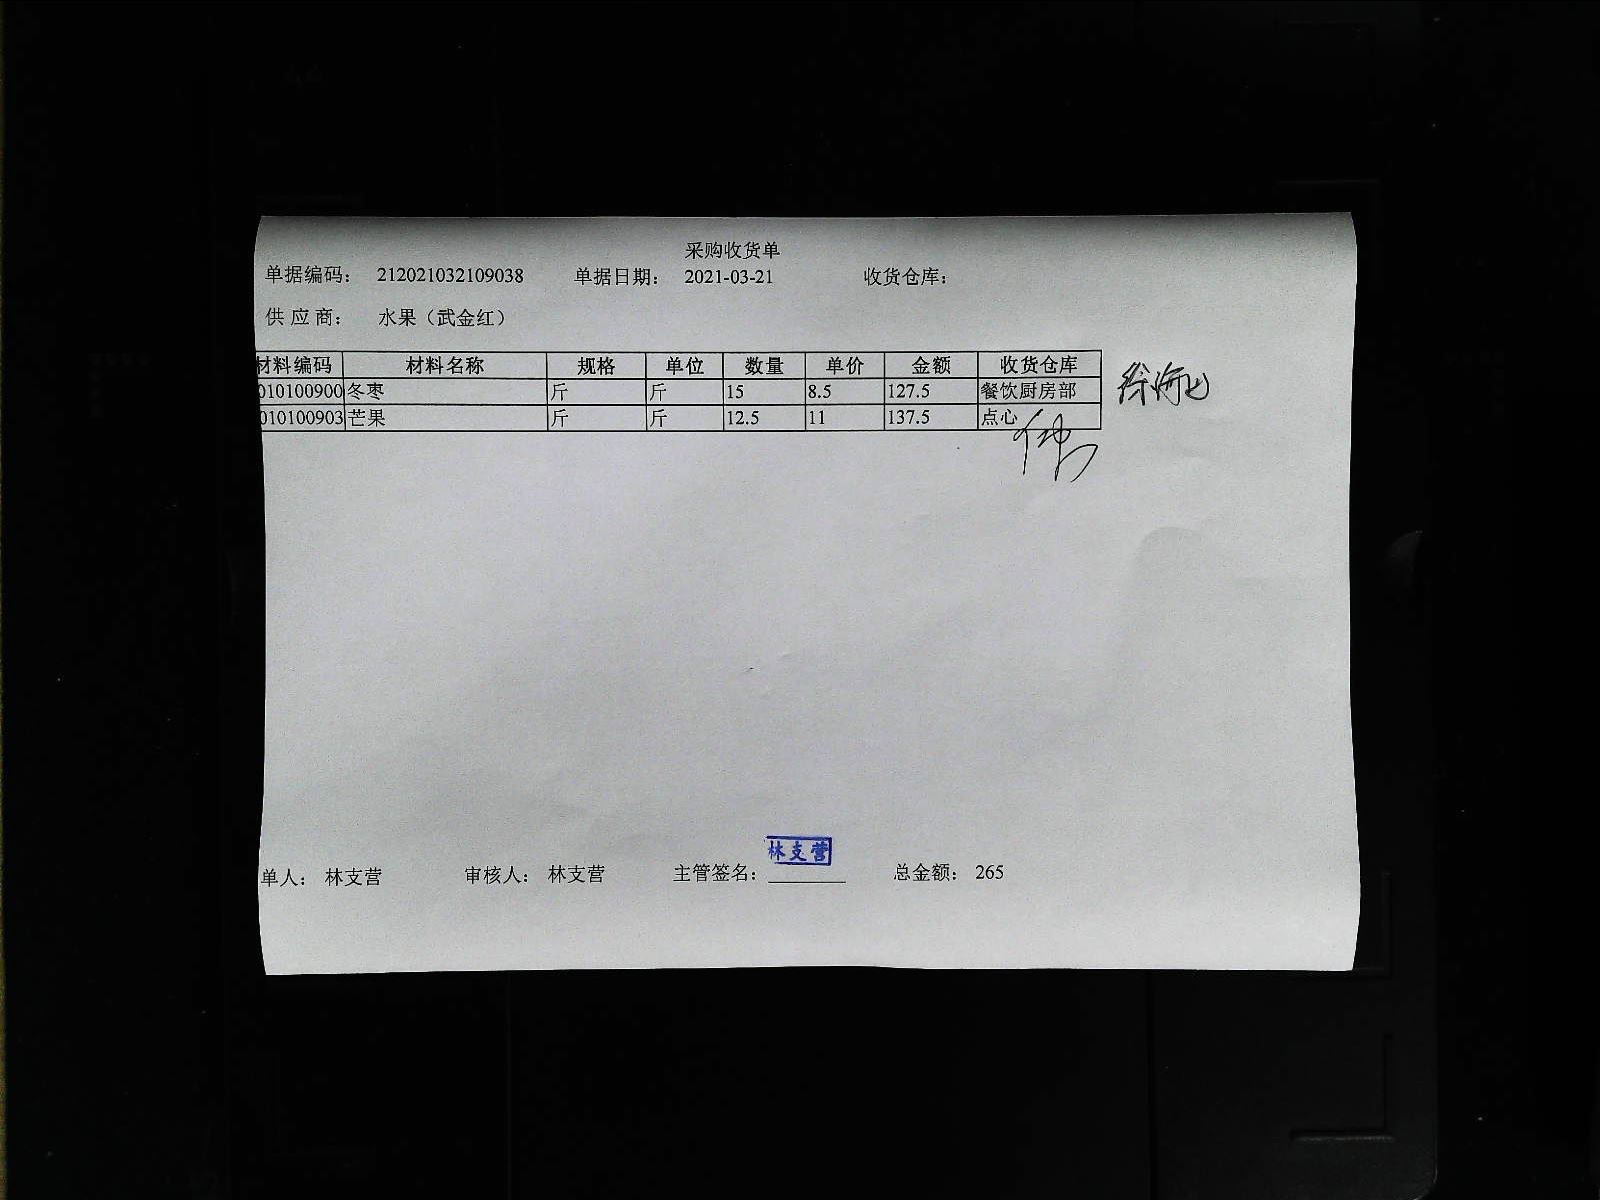 采购收货单
单据编码: 212021032109038 单据日期: 2021-03-21 收货仓库:
供应商: 水果（武金红）
材料编码 材料名称 规格 单位 数量 单价 金额 收货仓库
010100900 冬枣 斤 斤 15 8.5 127.5 餐饮厨房部
010100903 芒果 斤 斤 12.5 11 137.5 点心
伟
林支营
单人: 林支营 审核人: 林支营 主管签名: 总金额: 265